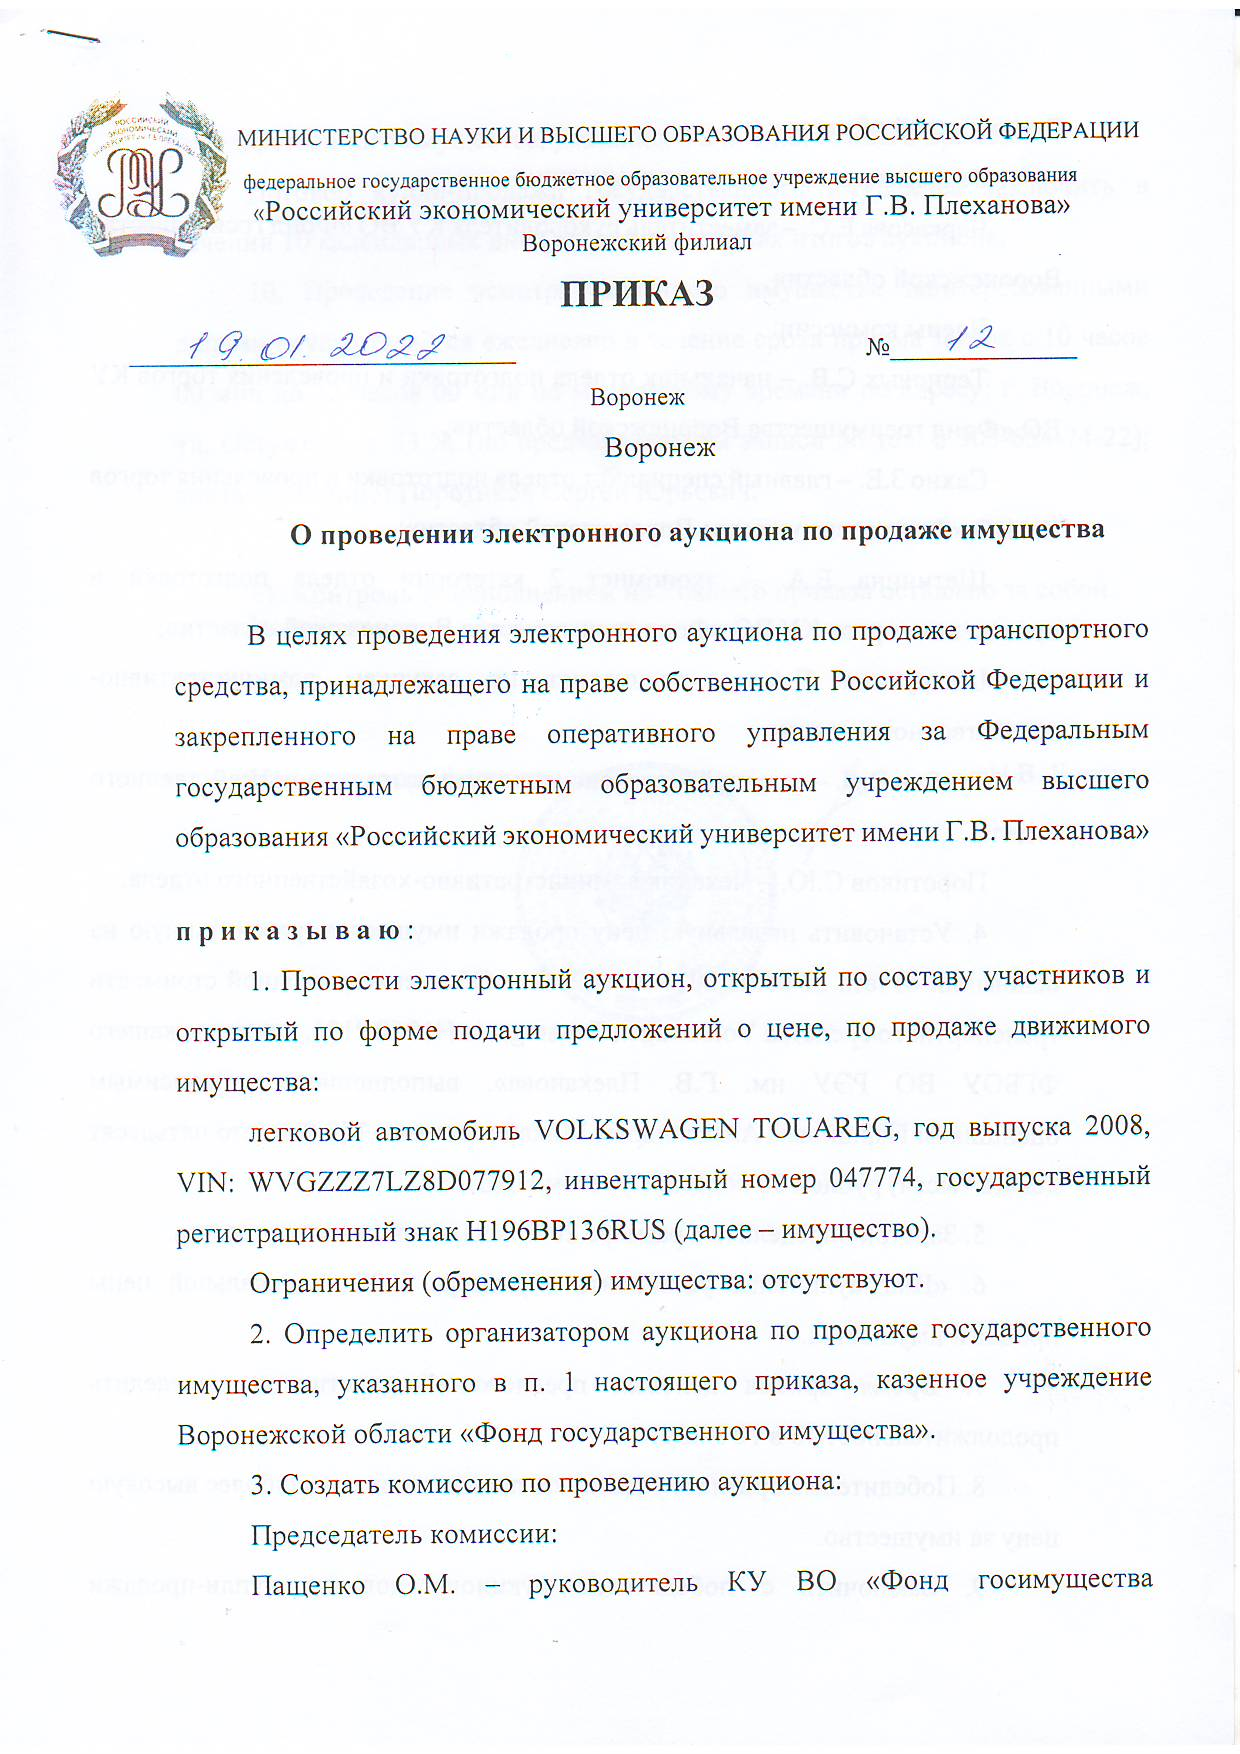 МИНИСТЕРСТВО НАУКИ И ВЫСШЕГО ОБРАЗОВАНИЯ РОССИЙСКОЙ ФЕДЕРАЦИИ
федеральное государственное бюджетное образовательное учреждение высшего образования
«Российский экономический университет имени Г.В. Плеханова»
Воронежский филиал
ПРИКАЗ
19.01.2022 № 12
Воронеж
Воронеж
О проведении электронного аукциона по продаже имущества
В целях проведения электронного аукциона по продаже транспортного
средства, принадлежащего на праве собственности Российской Федерации и
закрепленного на праве оперативного управления за Федеральным
государственным бюджетным образовательным учреждением высшего
образования «Российский экономический университет имени Г.В. Плеханова»
п р и к а з ы в а ю :
1. Провести электронный аукцион, открытый по составу участников и
открытый по форме подачи предложений о цене, по продаже движимого
имущества:
легковой автомобиль VOLKSWAGEN TOUAREG, год выпуска 2008,
VIN: WVGZZZ7LZ8D077912, инвентарный номер 047774, государственный
регистрационный знак Н196ВР136RUS (далее – имущество).
Ограничения (обременения) имущества: отсутствуют.
2. Определить организатором аукциона по продаже государственного
имущества, указанного в п. 1 настоящего приказа, казенное учреждение
Воронежской области «Фонд государственного имущества».
3. Создать комиссию по проведению аукциона:
Председатель комиссии:
Пащенко О.М. – руководитель КУ ВО «Фонд госимущества